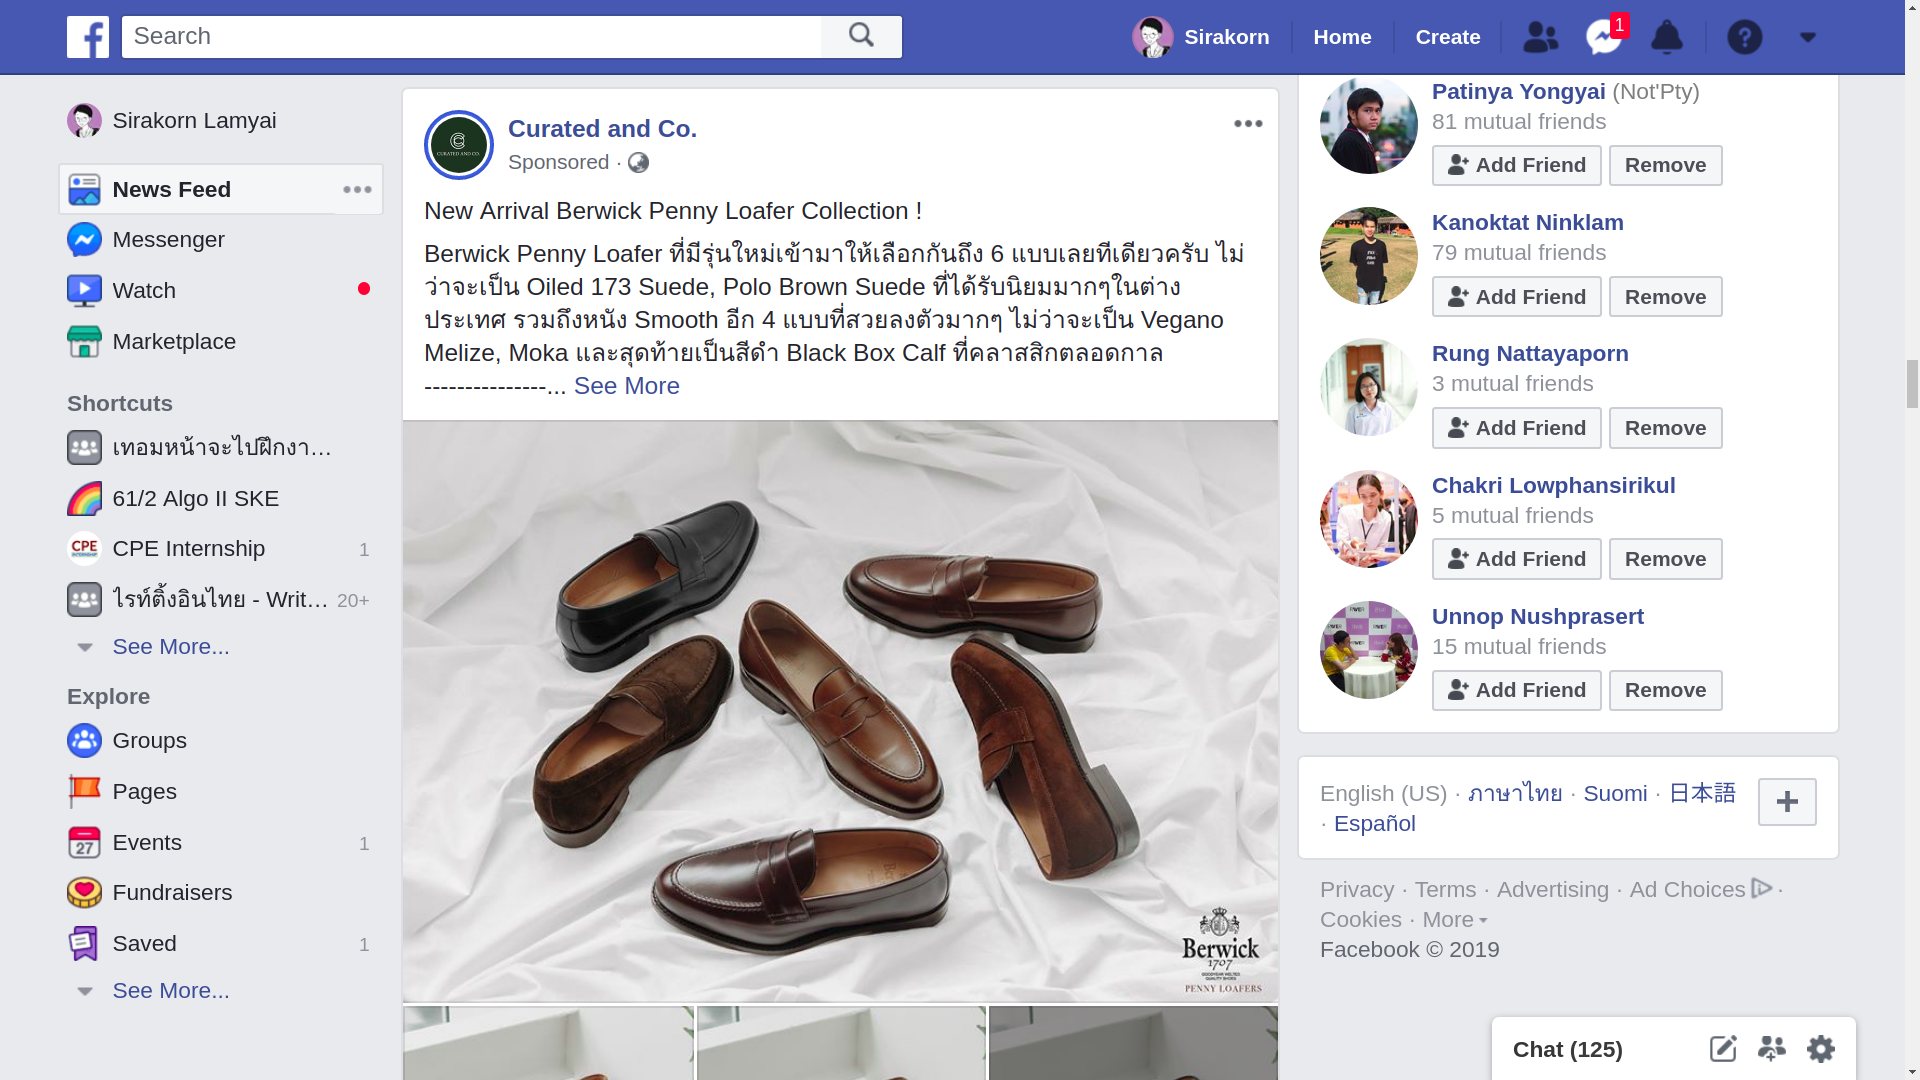 Search
Sirakorn
Home
Create
1
Sirakorn Lamyai
News Feed
Messenger
Watch
Marketplace
Shortcuts
เทอมหน้าจะไปฝึกงา…
61/2 Algo II SKE
CPE Internship 1
ไรท์ติ้งอินไทย - Writ… 20+
See More...
Explore
Groups
Pages
Events 1
Fundraisers
Saved 1
See More...
Curated and Co.
Sponsored ·
New Arrival Berwick Penny Loafer Collection !
Berwick Penny Loafer ที่มีรุ่นใหม่เข้ามาให้เลือกกันถึง 6 แบบเลยทีเดียวครับ ไม่
ว่าจะเป็น Oiled 173 Suede, Polo Brown Suede ที่ได้รับนิยมมากๆในต่าง
ประเทศ รวมถึงหนัง Smooth อีก 4 แบบที่สวยลงตัวมากๆ ไม่ว่าจะเป็น Vegano
Melize, Moka และสุดท้ายเป็นสีดำ Black Box Calf ที่คลาสสิกตลอดกาล
---------------... See More
Berwick
1707
GOODYEAR WELTED
QUALITY SHOES
PENNY LOAFERS
Patinya Yongyai (Not'Pty)
81 mutual friends
Add Friend Remove
Kanoktat Ninklam
79 mutual friends
Add Friend Remove
Rung Nattayaporn
3 mutual friends
Add Friend Remove
Chakri Lowphansirikul
5 mutual friends
Add Friend Remove
Unnop Nushprasert
15 mutual friends
Add Friend Remove
English (US) · ภาษาไทย · Suomi · 日本語
· Español
Privacy · Terms · Advertising · Ad Choices ·
Cookies · More
Facebook © 2019
Chat (125)